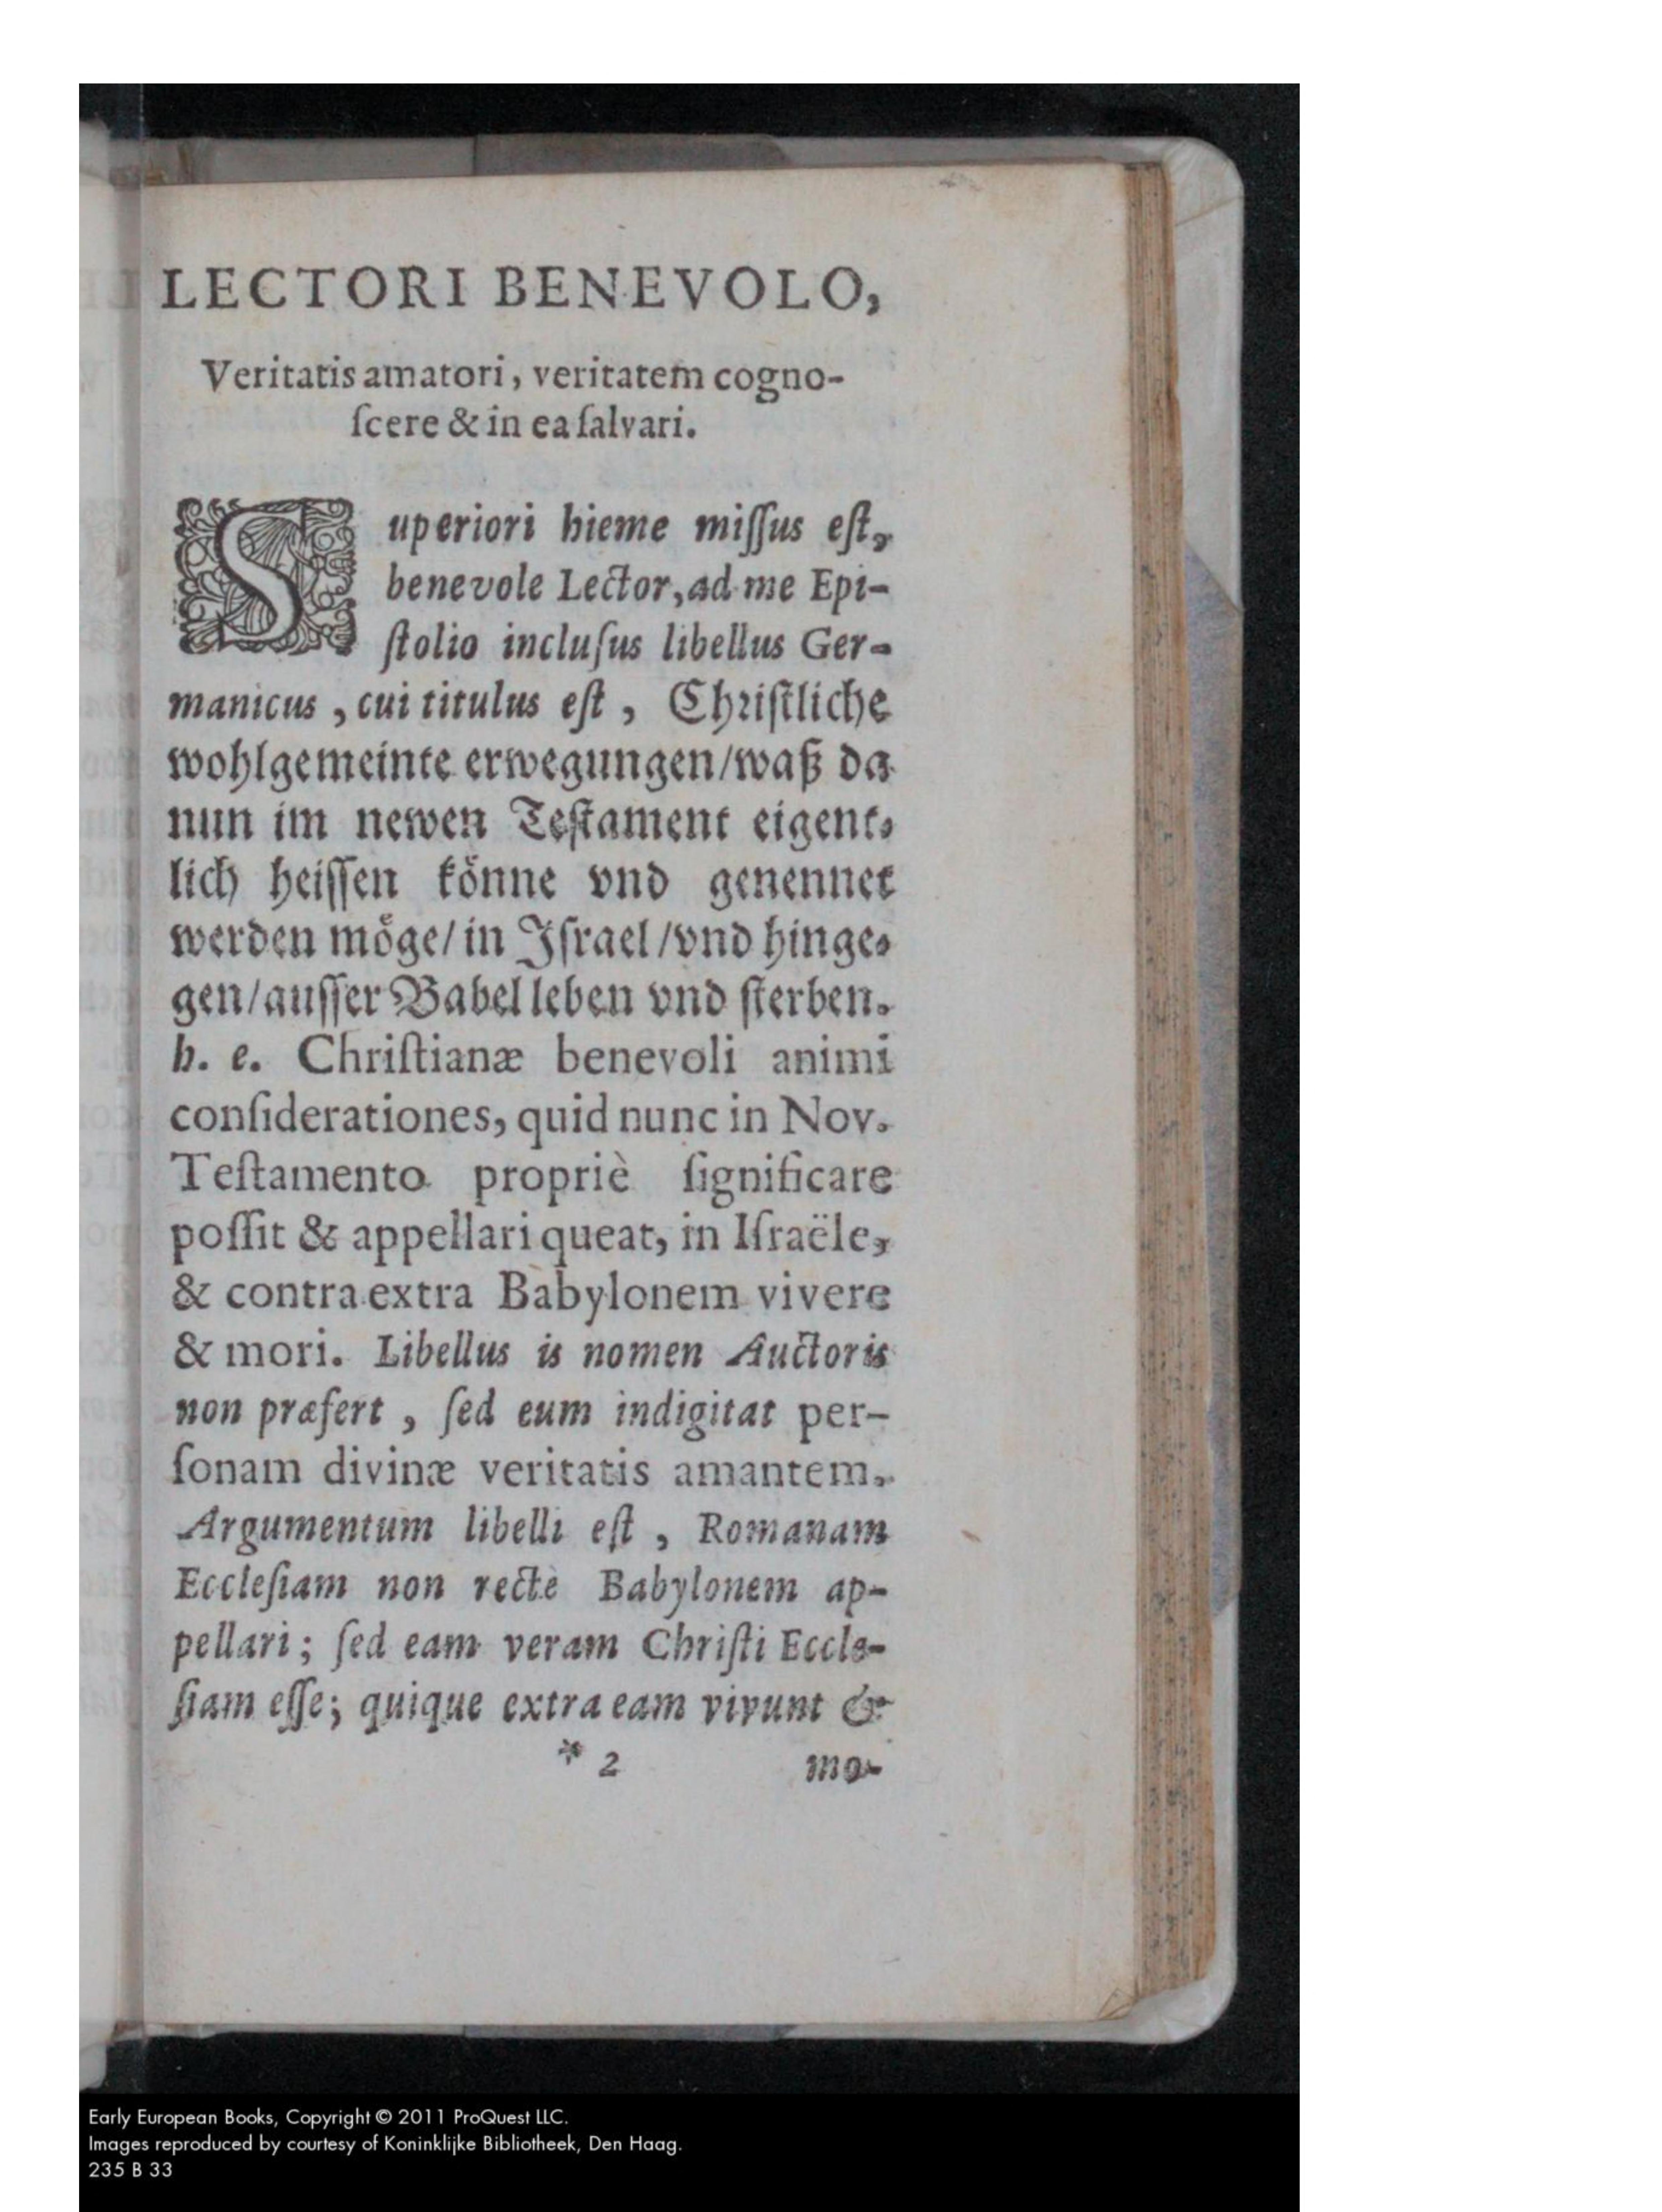 LECTORI BENEVOLO,
Veritatis amatori, veritatem cogno-
ſcere & in ea ſalvari.
Superiori hieme miſſus eſt,
benevole Lector, ad me Epi-
ſtolio incluſus libellus Ger-
manicus, cui titulus eſt, Chriſtliche
wohlgemeinte erwegungen/waß da
nun im newen Teſtament eigent-
lich heiſſen koͤnne vnd genennet
werden moͤge/in Iſrael/vnd hinge-
gen/auſſer Babel leben vnd ſterben.
h. e. Chriſtianæ benevoli animi
conſiderationes, quid nunc in Nov.
Teſtamento propriè ſignificare
poſſit & appellari queat, in Iſraële,
& contra extra Babylonem vivere
& mori. Libellus is nomen Auctoris
non præfert, ſed eum indigitat per-
ſonam divinæ veritatis amantem.
Argumentum libelli eſt, Romanam
Eccleſiam non rectè Babylonem ap-
pellari; ſed eam veram Chriſti Eccle-
ſiam eſſe; quique extra eam vivunt &
* 2 mo-
Early European Books, Copyright © 2011 ProQuest LLC.
Images reproduced by courtesy of Koninklijke Bibliotheek, Den Haag.
235 B 33